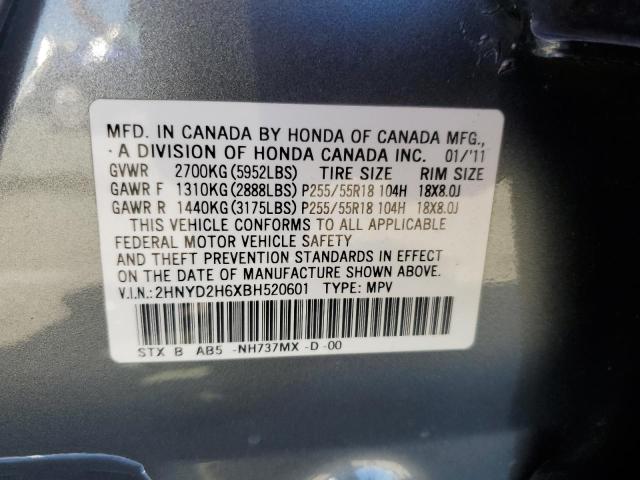 MFD. IN CANADA BY HONDA OF CANADA MFG.,
A DIVISION OF HONDA CANADA INC. 01/'11
GVWR 2700KG (5952LBS) TIRE SIZE RIM SIZE
GAWR F 1310KG (2888LBS) P255/55R18 104H 18X8.0J
GAWR R 1440KG (3175LBS) P255/55R18 104H 18X8.0J
THIS VEHICLE CONFORMS TO ALL APPLICABLE
FEDERAL MOTOR VEHICLE SAFETY
AND THEFT PREVENTION STANDARDS IN EFFECT
ON THE DATE OF MANUFACTURE SHOWN ABOVE.
V.I.N.: 2HNYD2H6XBH520601 TYPE: MPV
STX B AB5 -NH737MX -D -00